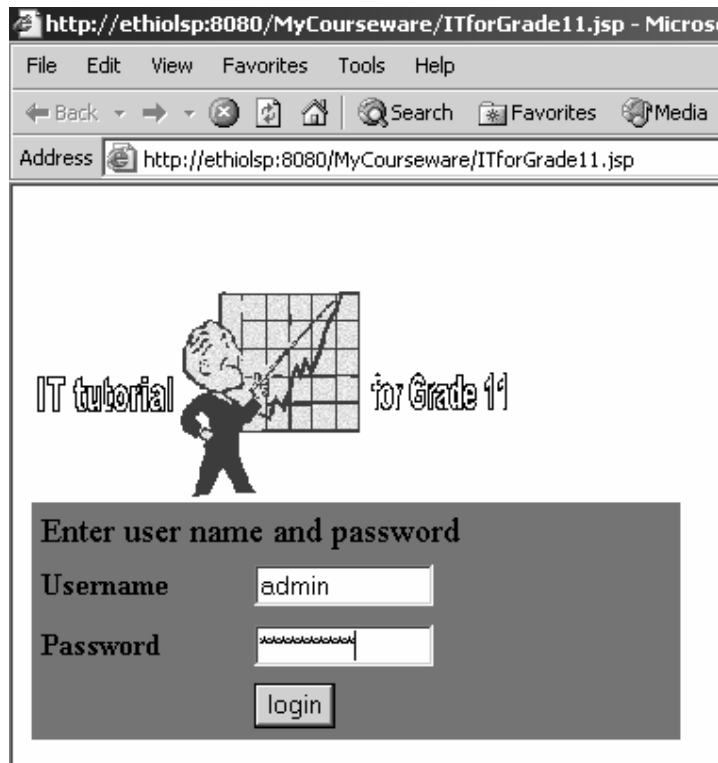 http://ethiolsp:8080/MyCourseware/ITforGrade11.jsp - Micros
File Edit View Favorites Tools Help
Back Search Favorites Media
Address http://ethiolsp:8080/MyCourseware/ITforGrade11.jsp
IT tutorial for Grade 11
Enter user name and password
Username admin
Password ************
login